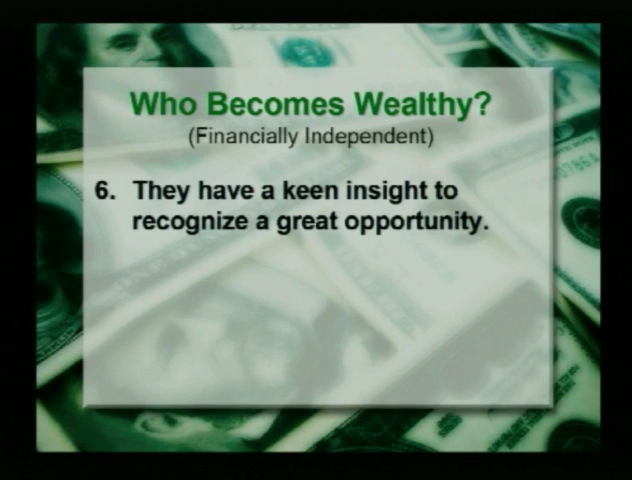 Who Becomes Wealthy?
(Financially Independent)
6. They have a keen insight to
recognize a great opportunity.